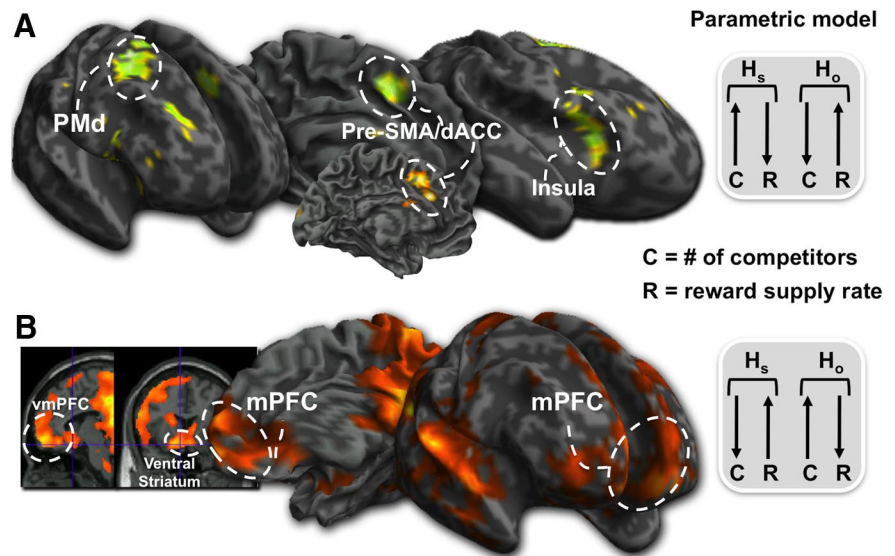 A
Parametric model
PMd
Pre-SMA/dACC
Insula
Hs Ho
C R C R
C = # of competitors
R = reward supply rate
B
vmPFC
Ventral
Striatum
mPFC
mPFC
Hs Ho
C R C R